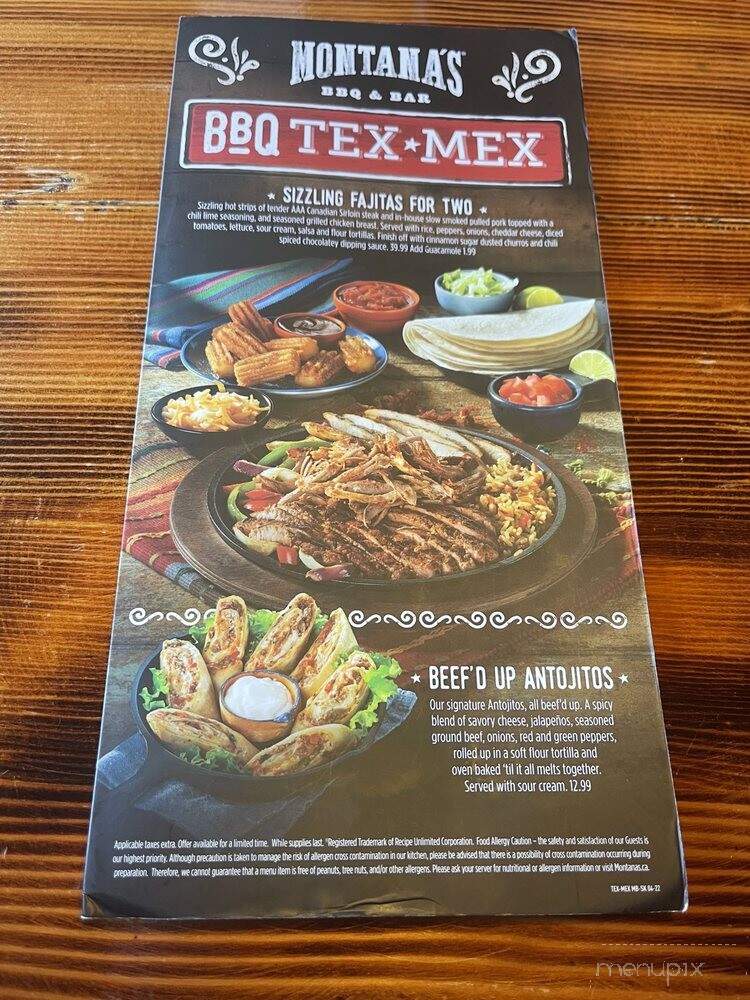 MONTANA'S
BBQ & BAR
BBQ TEX★MEX
★ SIZZLING FAJITAS FOR TWO ★
Sizzling hot strips of tender AAA Canadian Sirloin steak and in-house slow smoked pulled pork topped with a
chili lime seasoning, and seasoned grilled chicken breast. Served with rice, peppers, onions, cheddar cheese, diced
tomatoes, lettuce, sour cream, salsa and flour tortillas. Finish off with cinnamon sugar dusted churros and chili
spiced chocolatey dipping sauce. 39.99 Add Guacamole 1.99
★ BEEF'D UP ANTOJITOS ★
Our signature Antojitos, all beef'd up. A spicy
blend of savory cheese, jalapeños, seasoned
ground beef, onions, red and green peppers,
rolled up in a soft flour tortilla and
oven baked 'til it all melts together.
Served with sour cream. 12.99
Applicable taxes extra. Offer available for a limited time. While supplies last. ®Registered Trademark of Recipe Unlimited Corporation. Food Allergy Caution – the safety and satisfaction of our Guests is
our highest priority. Although precaution is taken to manage the risk of allergen cross contamination in our kitchen, please be advised that there is a possibility of cross contamination occurring during
preparation. Therefore, we cannot guarantee that a menu item is free of peanuts, tree nuts, and/or other allergens. Please ask your server for nutritional or allergen information or visit Montanas.ca.
TEX-MEX MB-SK 04-22
menupix